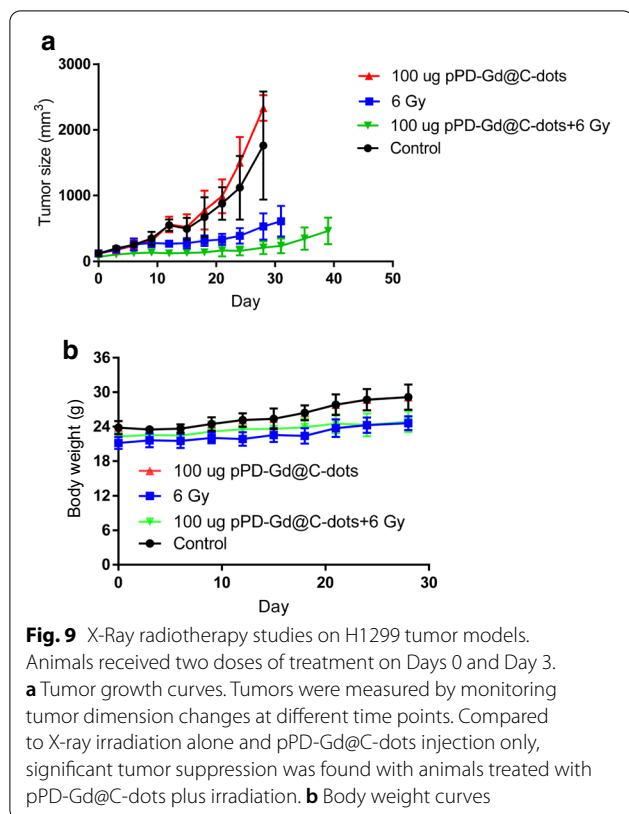 a
3000
2000
1000
0
Tumor size (mm³)
0 10 20 30 40 50
Day
100 ug pPD-Gd@C-dots
6 Gy
100 ug pPD-Gd@C-dots+6 Gy
Control
b
36
30
24
18
12
6
0
Body weight (g)
100 ug pPD-Gd@C-dots
6 Gy
100 ug pPD-Gd@C-dots+6 Gy
Control
0 10 20 30
Day
Fig. 9 X-Ray radiotherapy studies on H1299 tumor models.
Animals received two doses of treatment on Days 0 and Day 3.
a Tumor growth curves. Tumors were measured by monitoring
tumor dimension changes at different time points. Compared
to X-ray irradiation alone and pPD-Gd@C-dots injection only,
significant tumor suppression was found with animals treated with
pPD-Gd@C-dots plus irradiation. b Body weight curves